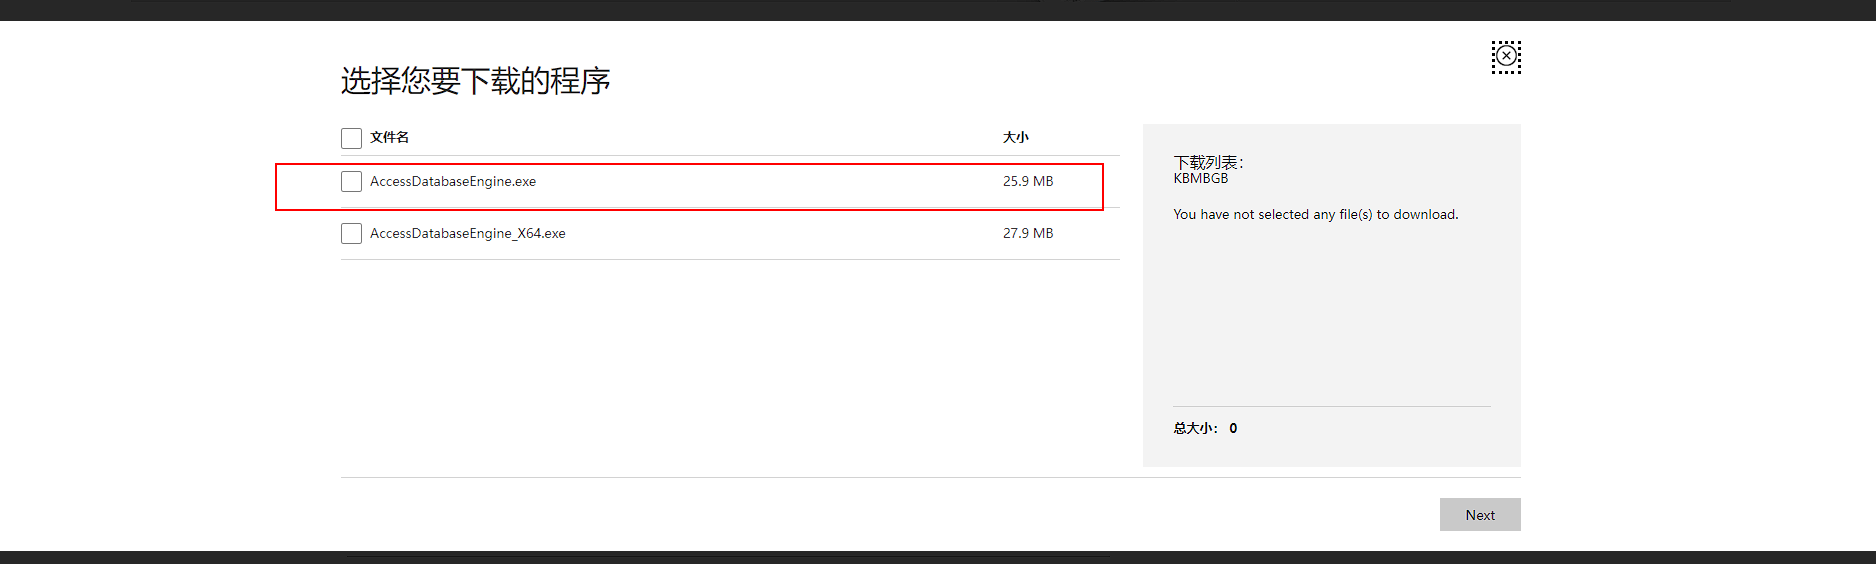 选择您要下载的程序
文件名 大小
AccessDatabaseEngine.exe 25.9 MB
AccessDatabaseEngine_X64.exe 27.9 MB
下载列表：
KBMBGB
You have not selected any file(s) to download.
总大小： 0
Next